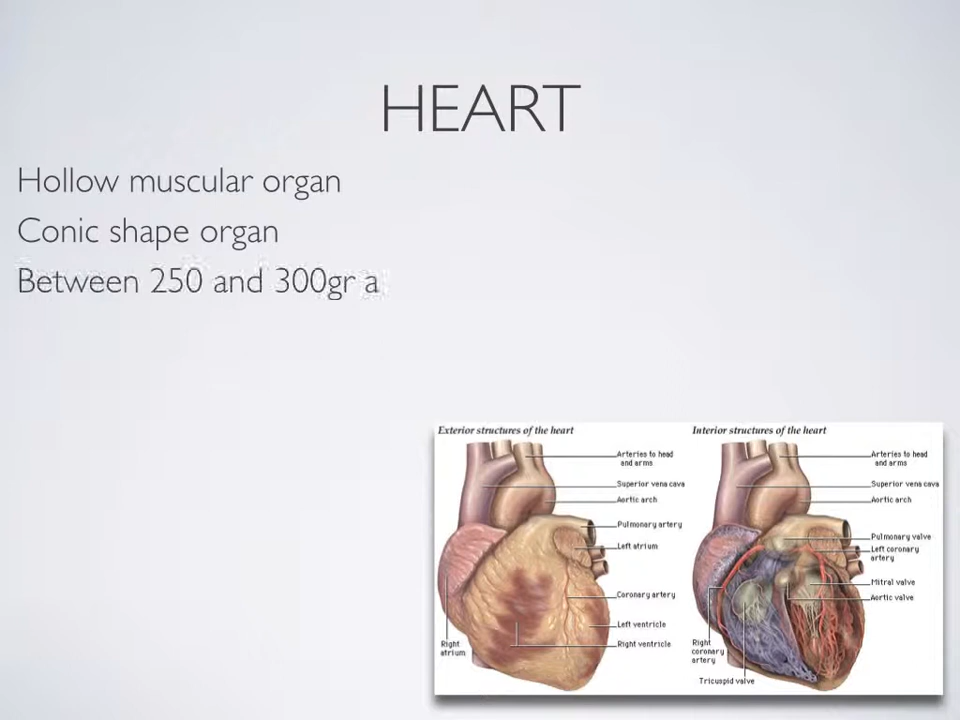 HEART
Hollow muscular organ
Conic shape organ
Between 250 and 300gr a
Exterior structures of the heart
Arteries to head
and arms
Superior vena cava
Aortic arch
Pulmonary artery
Left atrium
Coronary artery
Left ventricle
Right ventricle
Right
atrium
Interior structures of the heart
Arteries to head
and arms
Superior vena cava
Aortic arch
Pulmonary valve
Left coronary
artery
Mitral valve
Aortic valve
Right
coronary
artery
Tricuspid valve